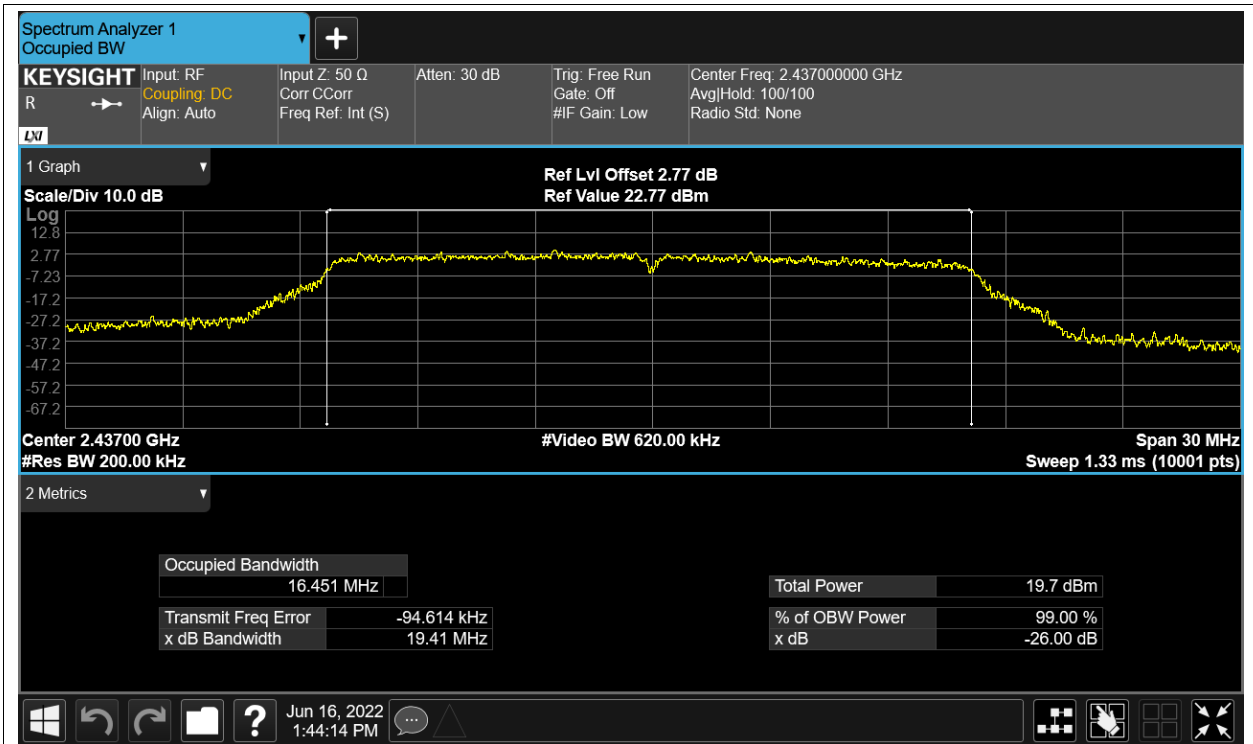 Spectrum Analyzer 1
Occupied BW
KEYSIGHT
R
LXI
Input: RF
Coupling: DC
Align: Auto
Input Z: 50 Ω
Corr CCorr
Freq Ref: Int (S)
Atten: 30 dB
Trig: Free Run
Gate: Off
#IF Gain: Low
Center Freq: 2.437000000 GHz
Avg|Hold: 100/100
Radio Std: None
1 Graph
Scale/Div 10.0 dB
Ref Lvl Offset 2.77 dB
Ref Value 22.77 dBm
Log
12.8
2.77
-7.23
-17.2
-27.2
-37.2
-47.2
-57.2
-67.2
Center 2.43700 GHz
#Video BW 620.00 kHz
Span 30 MHz
#Res BW 200.00 kHz
Sweep 1.33 ms (10001 pts)
2 Metrics
Occupied Bandwidth
16.451 MHz
Total Power 19.7 dBm
Transmit Freq Error -94.614 kHz
% of OBW Power 99.00 %
x dB Bandwidth 19.41 MHz
x dB -26.00 dB
?
Jun 16, 2022
1:44:14 PM